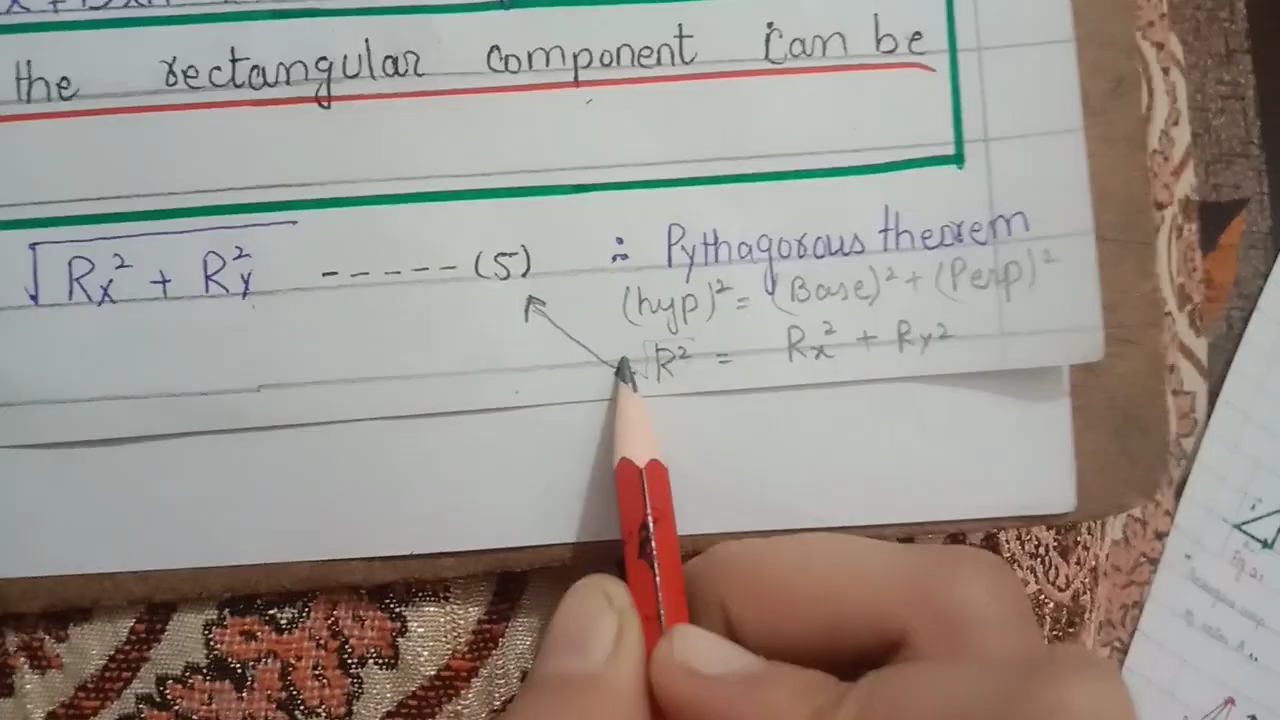 the rectangular component can be
√Rx² + Ry² ----- (5) ∴ Pythagorous theorem
(hyp)² = (Base)² + (Perp)²
√R² = Rx² + Ry²